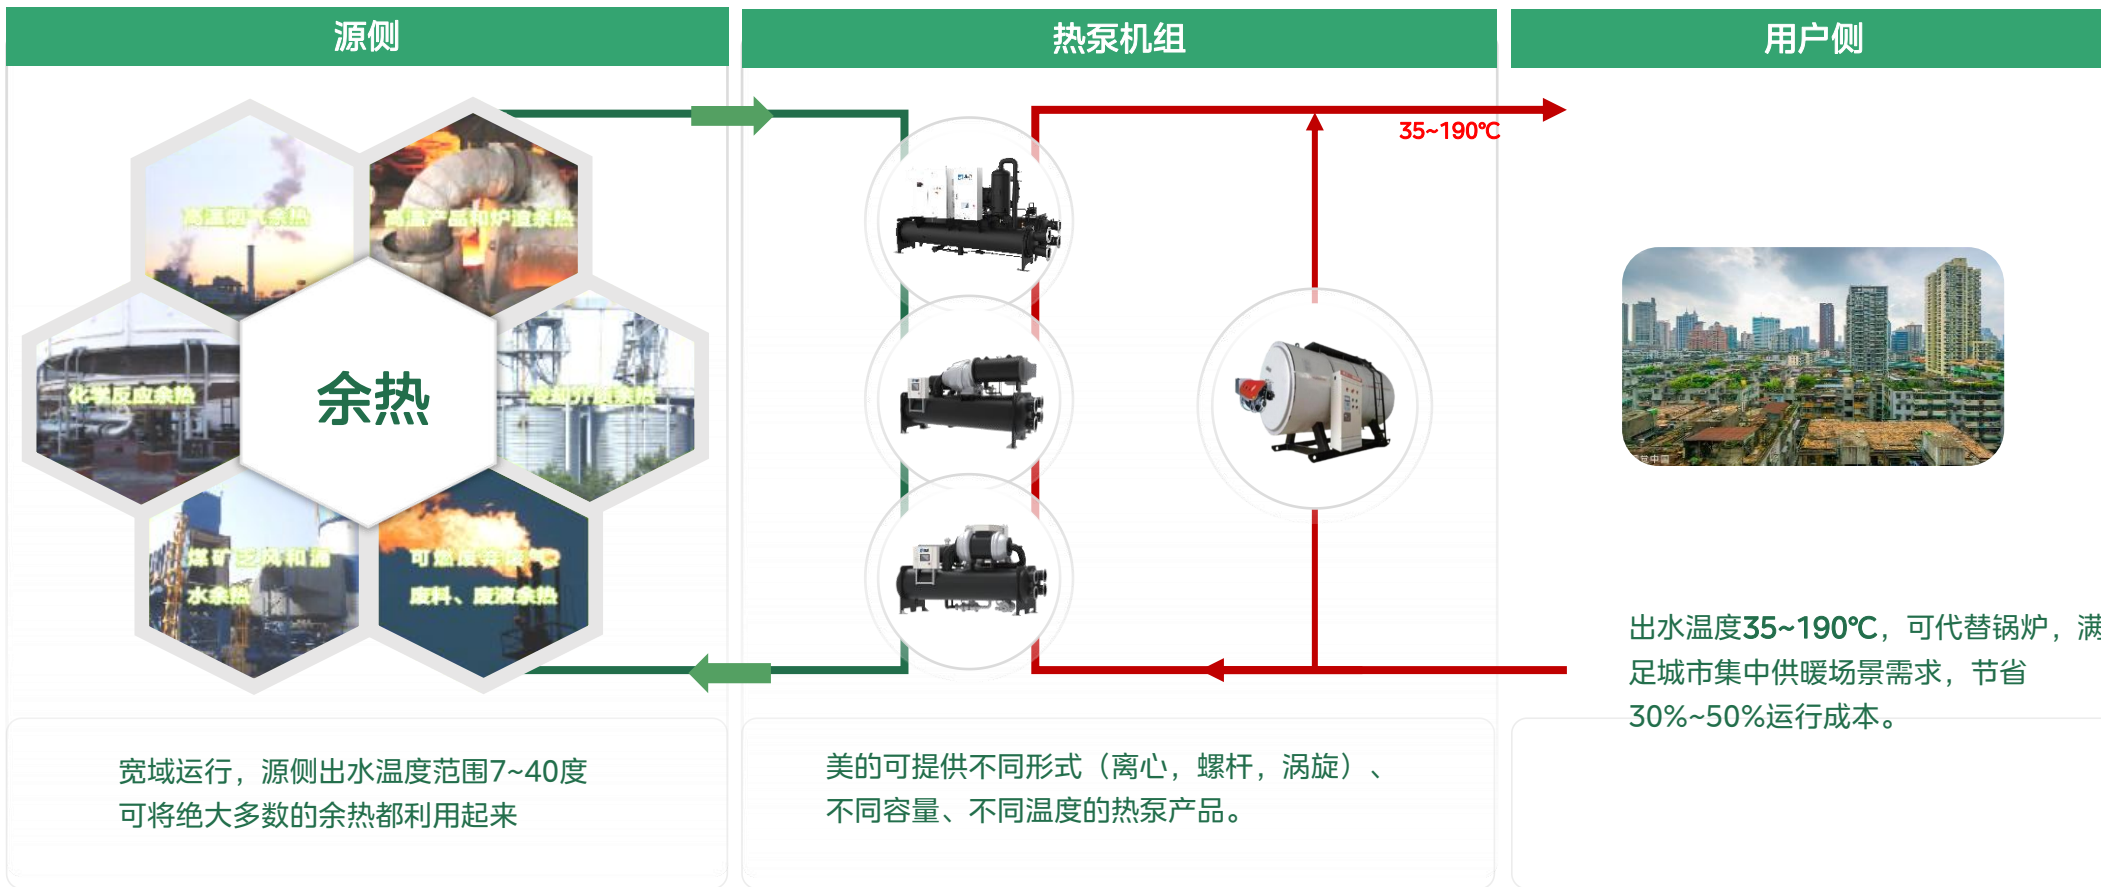 源侧
热泵机组
用户侧
35~190℃
高温烟气余热
高温产品和炉渣余热
化学反应余热
余热
冷却介质余热
煤矿乏风和涌
水余热
可燃废弃废气、
废料、废液余热
出水温度35~190℃，可代替锅炉，满
足城市集中供暖场景需求，节省
30%~50%运行成本。
宽域运行，源侧出水温度范围7~40度
可将绝大多数的余热都利用起来
美的可提供不同形式（离心，螺杆，涡旋）、
不同容量、不同温度的热泵产品。